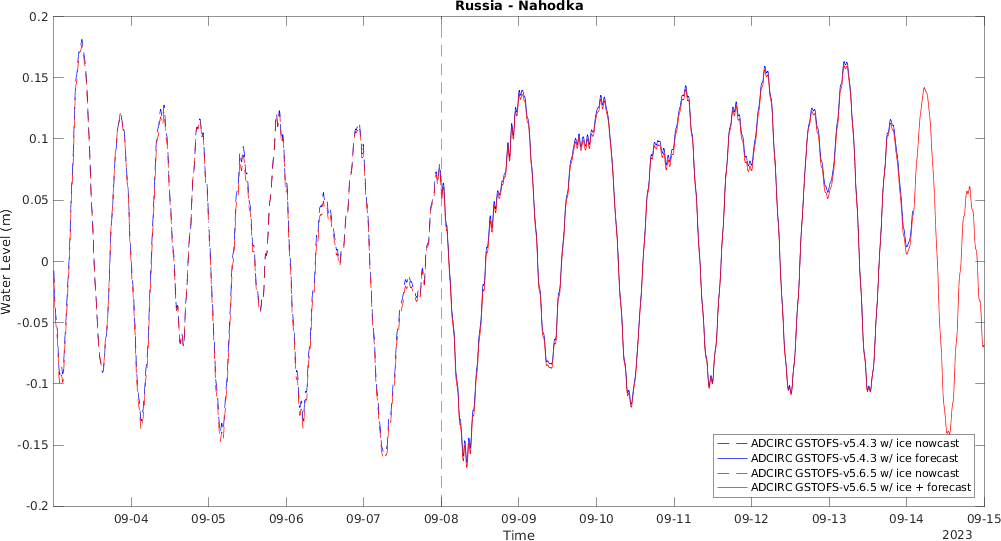 Russia - Nahodka
0.2
0.15
0.1
0.05
0
-0.05
-0.1
-0.15
-0.2
Water Level (m)
ADCIRC GSTOFS-v5.4.3 w/ ice nowcast
ADCIRC GSTOFS-v5.4.3 w/ ice forecast
ADCIRC GSTOFS-v5.6.5 w/ ice nowcast
ADCIRC GSTOFS-v5.6.5 w/ ice + forecast
09-04 09-05 09-06 09-07 09-08 09-09 09-10 09-11 09-12 09-13 09-14 09-15
Time
2023